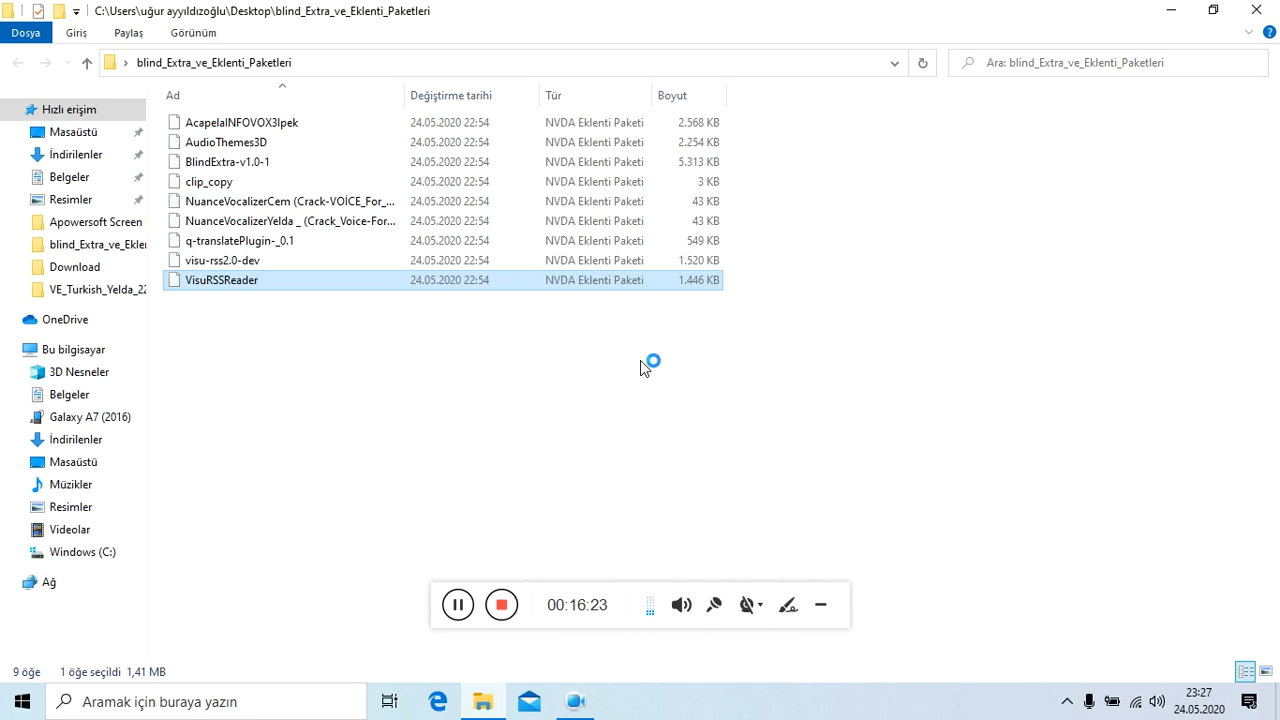 C:\Users\uğur ayyıldızoğlu\Desktop\blind_Extra_ve_Eklenti_Paketleri
Dosya Giriş Paylaş Görünüm
blind_Extra_ve_Eklenti_Paketleri
Ara: blind_Extra_ve_Eklenti_Paketleri
Ad Değiştirme tarihi Tür Boyut
AcapelaINFOVOX3Ipek 24.05.2020 22:54 NVDA Eklenti Paketi 2.568 KB
AudioThemes3D 24.05.2020 22:54 NVDA Eklenti Paketi 2.254 KB
BlindExtra-v1.0-1 24.05.2020 22:54 NVDA Eklenti Paketi 5.313 KB
clip_copy 24.05.2020 22:54 NVDA Eklenti Paketi 3 KB
NuanceVocalizerCem (Crack-VOİCE_For_... 24.05.2020 22:54 NVDA Eklenti Paketi 43 KB
NuanceVocalizerYelda _ (Crack_Voice-For... 24.05.2020 22:54 NVDA Eklenti Paketi 43 KB
q-translatePlugin-_0.1 24.05.2020 22:54 NVDA Eklenti Paketi 549 KB
visu-rss2.0-dev 24.05.2020 22:54 NVDA Eklenti Paketi 1.520 KB
VisuRSSReader 24.05.2020 22:54 NVDA Eklenti Paketi 1.446 KB
Hızlı erişim
Masaüstü
İndirilenler
Belgeler
Resimler
Apowersoft Screen
blind_Extra_ve_Ekler
Download
VE_Turkish_Yelda_22
OneDrive
Bu bilgisayar
3D Nesneler
Belgeler
Galaxy A7 (2016)
İndirilenler
Masaüstü
Müzikler
Resimler
Videolar
Windows (C:)
Ağ
00:16:23
9 öğe 1 öğe seçildi 1,41 MB
Aramak için buraya yazın
23:27
24.05.2020